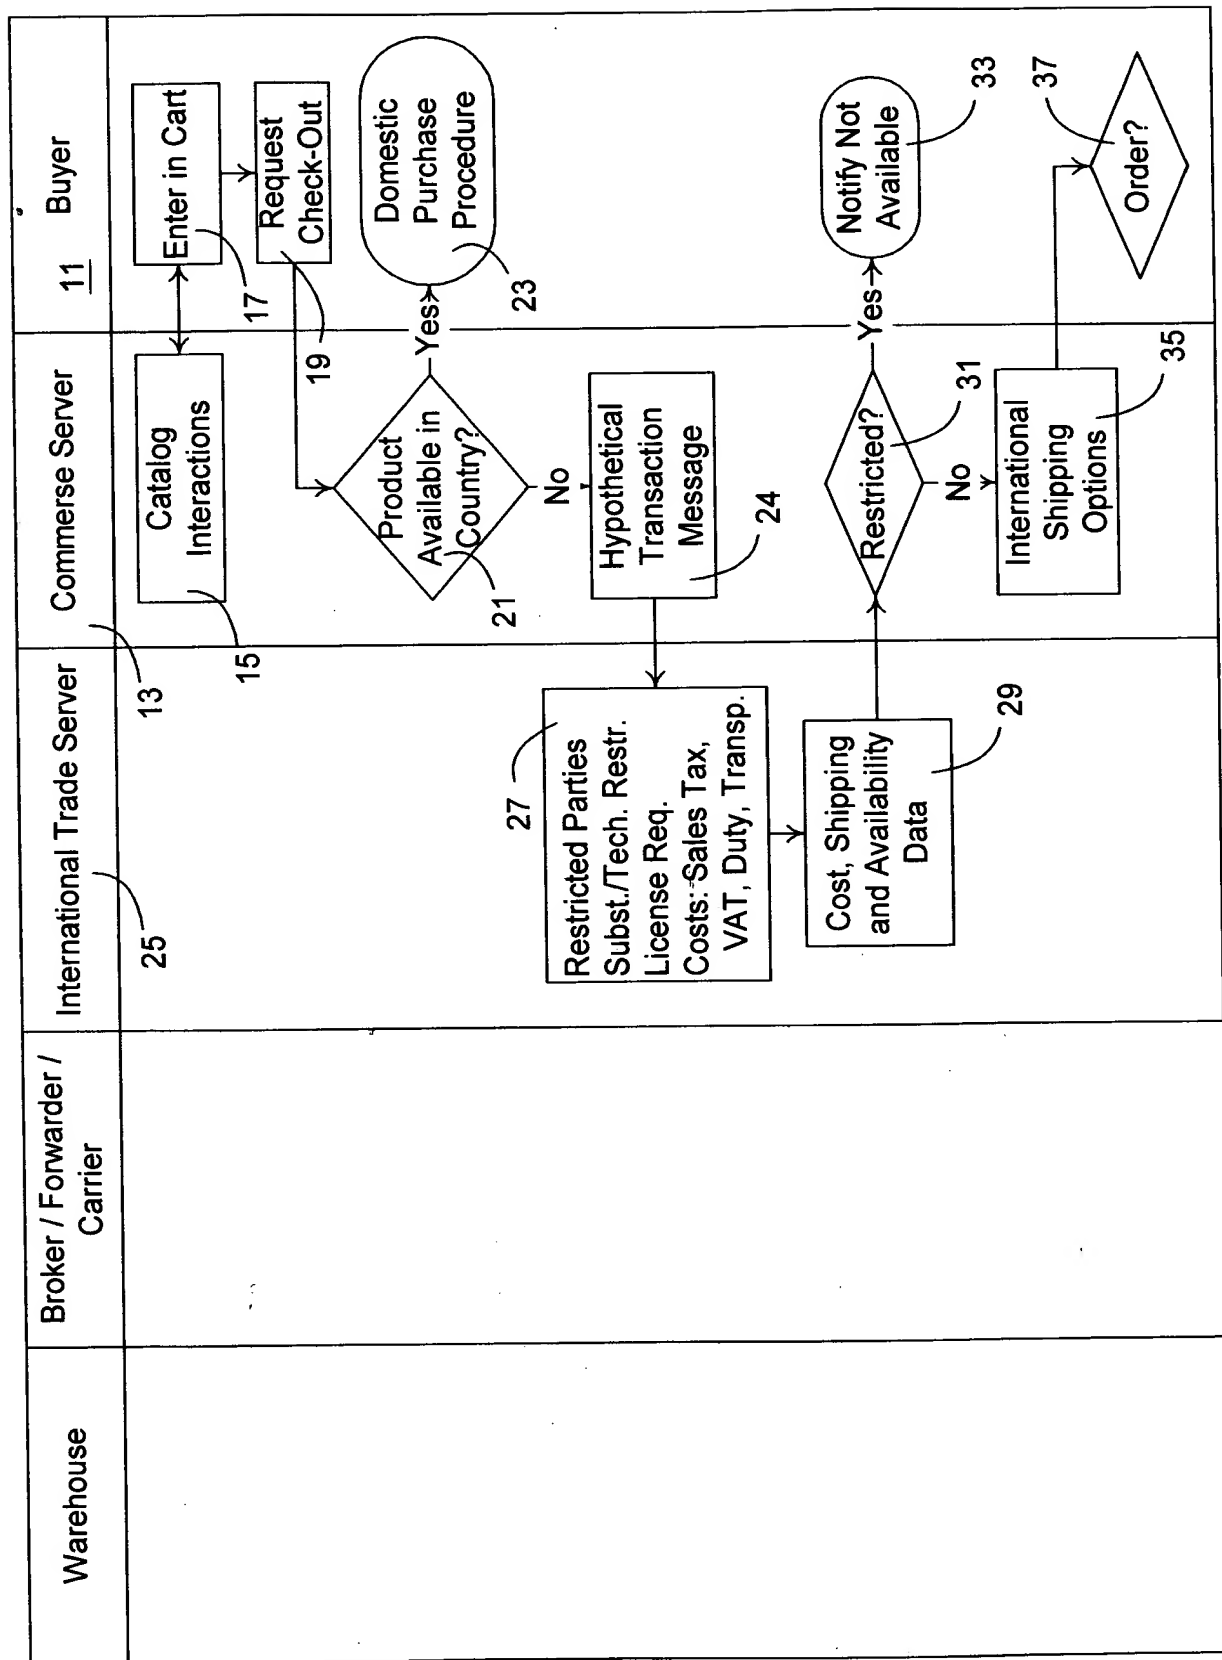 Warehouse
Broker / Forwarder /
Carrier
International Trade Server
25
Commerse Server
13
Buyer
11
Catalog
Interactions
15
Enter in Cart
17
Request
Check-Out
19
Product
Available in
Country?
21
Yes
Domestic
Purchase
Procedure
23
No
Hypothetical
Transaction
Message
24
27
Restricted Parties
Subst./Tech. Restr.
License Req.
Costs: Sales Tax,
VAT, Duty, Transp.
Cost, Shipping
and Availability
Data
29
Restricted?
31
Yes
Notify Not
Available
33
No
International
Shipping
Options
35
Order?
37